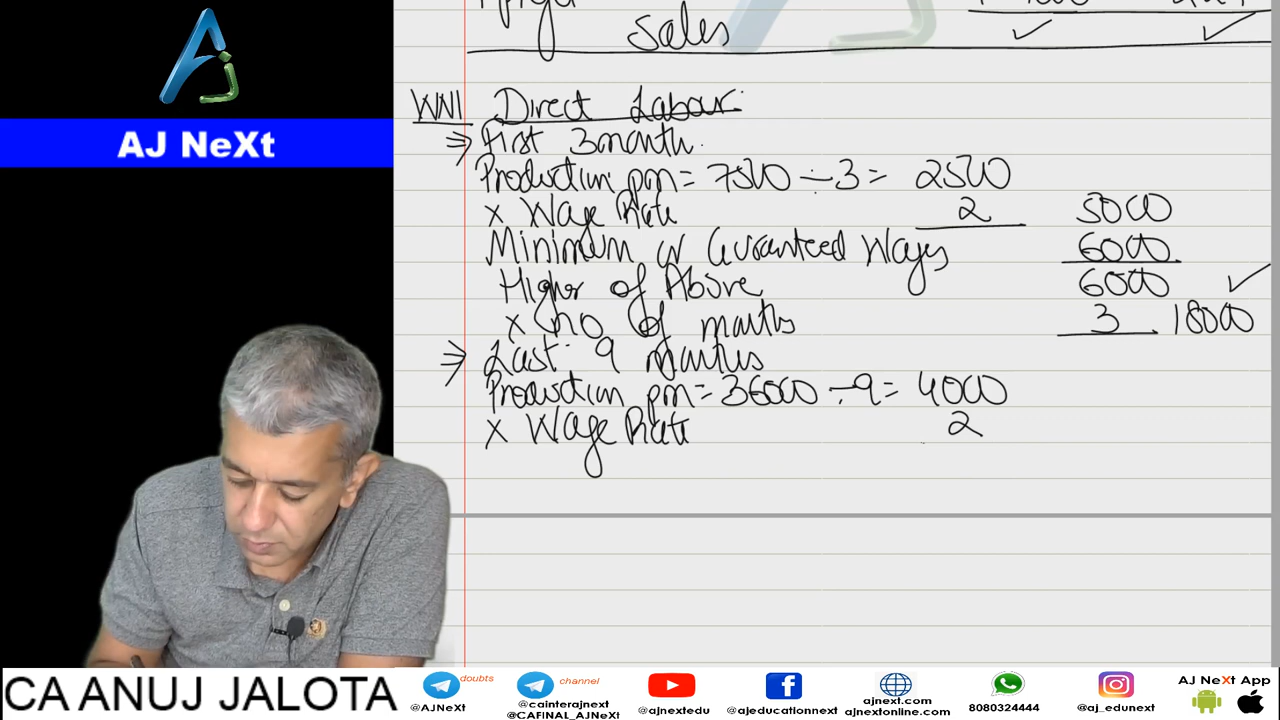 Sales
AJ NeXt
WN1 Direct Labour:
⇒ First 3 month.
Production pm = 7500 ÷ 3 = 2500
x Wage Rate 2 5000
Minimum or Guranteed Wages 6000
Higher of Above 6000 ✓
x no of months 3 18000
⇒ Last 9 months
Production pm = 36000 ÷ 9 = 4000
x Wage Rate 2
CA ANUJ JALOTA
doubts
@AJNeXt
channel
@cainterajnext
@CAFINAL_AJNeXt
@ajnextedu
@ajeducationnext
ajnext.com
ajnextonline.com
8080324444
@aj_edunext
AJ NeXt App